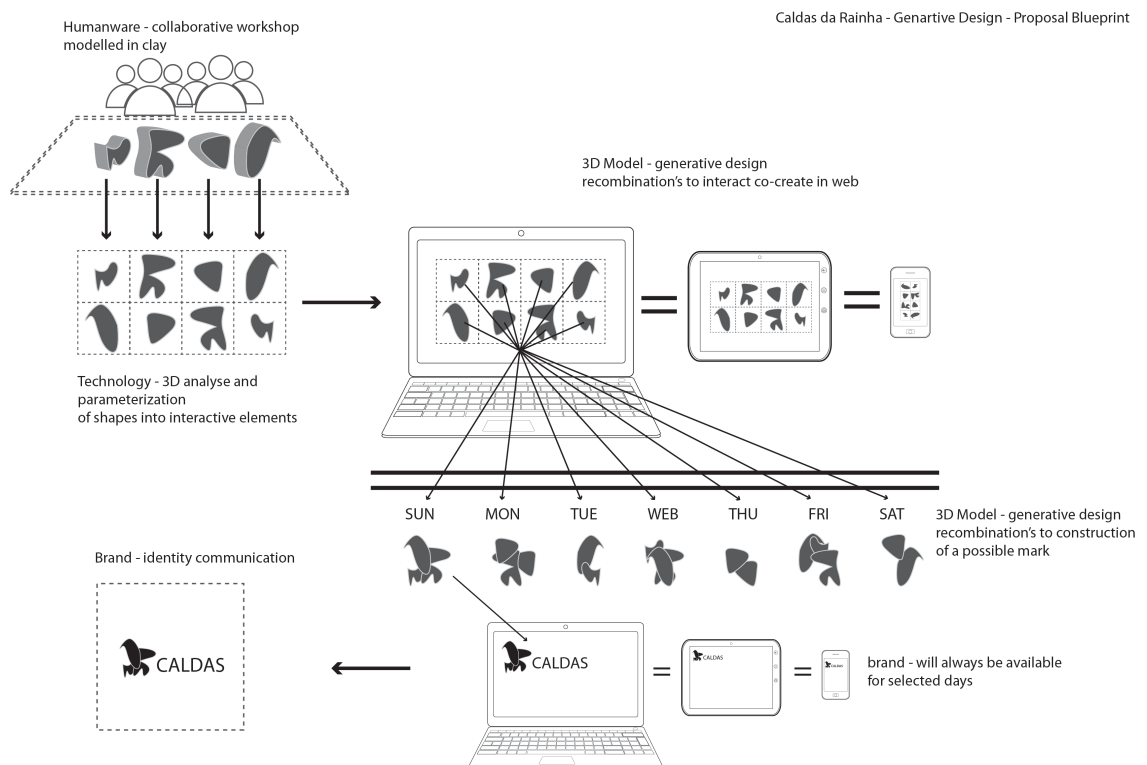 Caldas da Rainha - Genartive Design - Proposal Blueprint
Humanware - collaborative workshop
modelled in clay
3D Model - generative design
recombination's to interact co-create in web
Technology - 3D analyse and
parameterization
of shapes into interactive elements
SUN MON TUE WEB THU FRI SAT
3D Model - generative design
recombination's to construction
of a possible mark
Brand - identity communication
CALDAS
CALDAS
CALDAS
CALDAS
brand - will always be available
for selected days